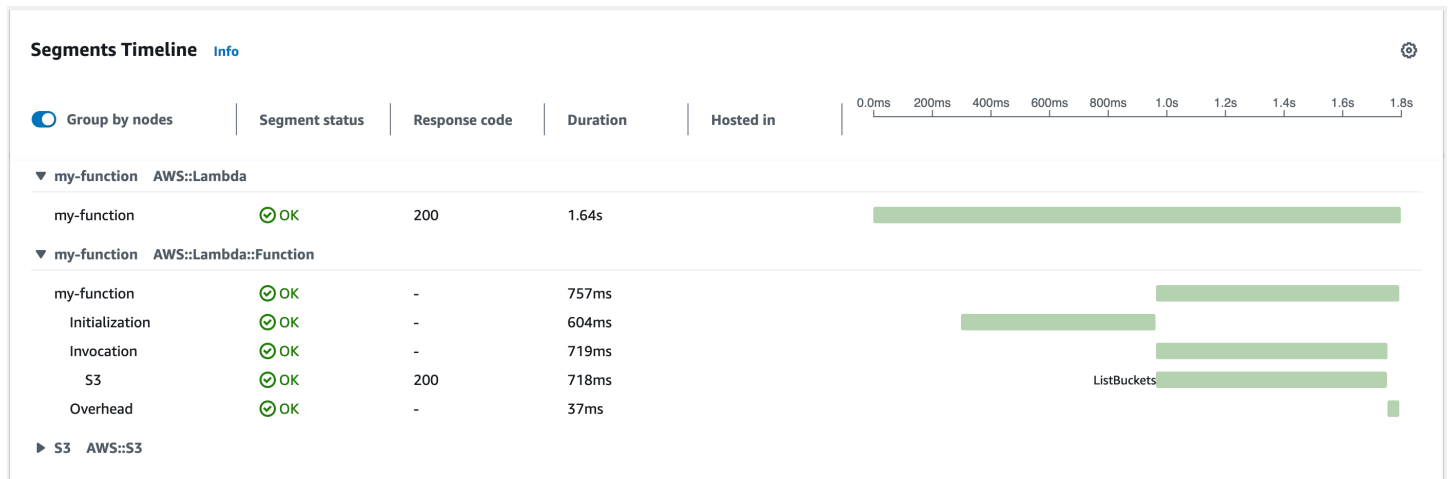 Segments Timeline Info
0.0ms 200ms 400ms 600ms 800ms 1.0s 1.2s 1.4s 1.6s 1.8s
Group by nodes Segment status Response code Duration Hosted in
my-function AWS::Lambda
my-function OK 200 1.64s
my-function AWS::Lambda::Function
my-function OK - 757ms
Initialization OK - 604ms
Invocation OK - 719ms
S3 OK 200 718ms ListBuckets
Overhead OK - 37ms
S3 AWS::S3